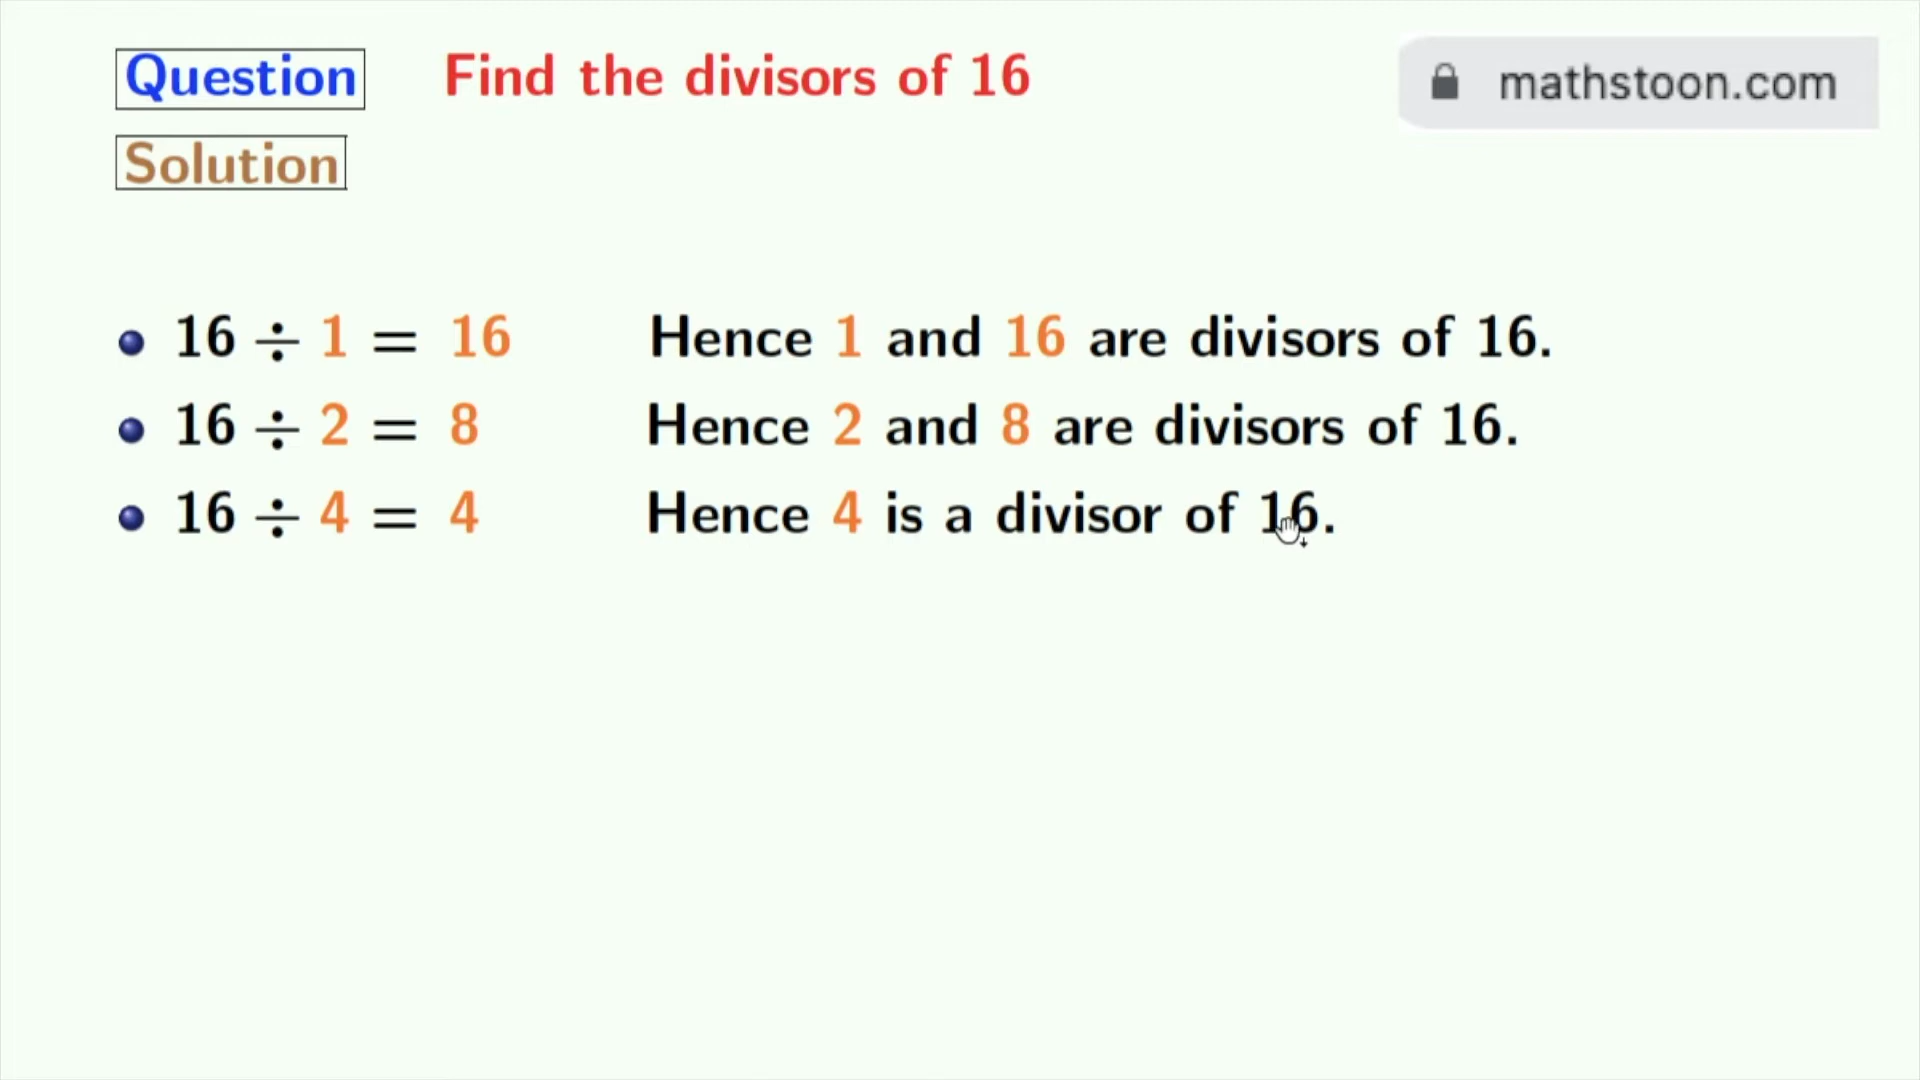 Question Find the divisors of 16
mathstoon.com
Solution
16 ÷ 1 = 16 Hence 1 and 16 are divisors of 16.
16 ÷ 2 = 8 Hence 2 and 8 are divisors of 16.
16 ÷ 4 = 4 Hence 4 is a divisor of 16.